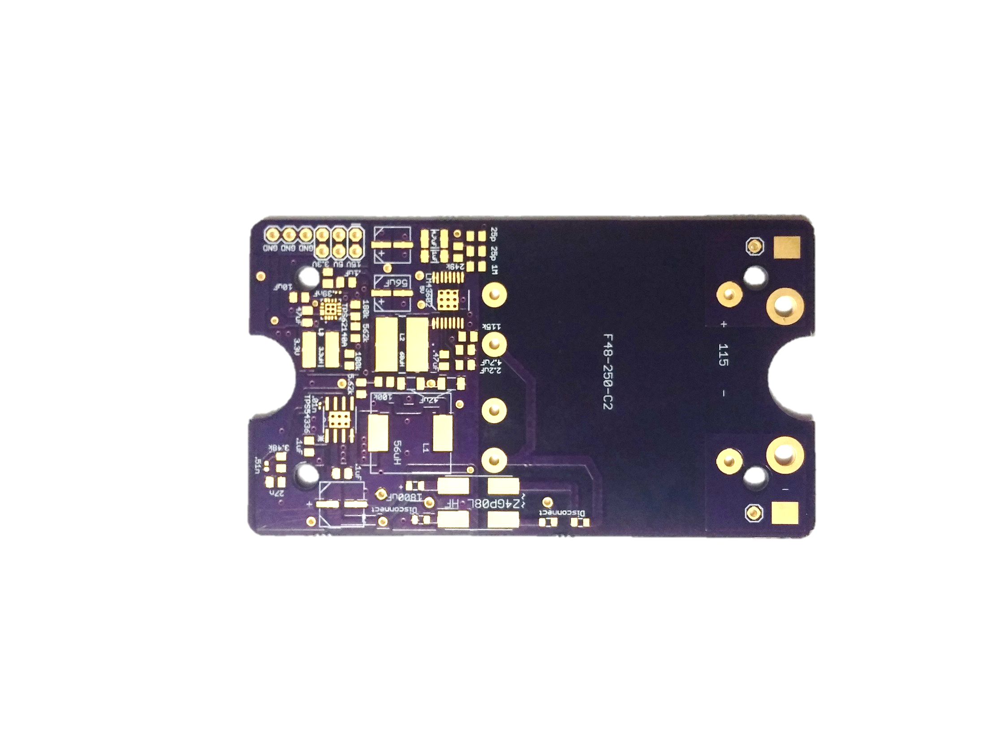 GND GND GND
3.3V 5V 15V
10uF
.1uF
.39nF
47uF
TPS62140A
180k 562k
100k
3.3V
L3
3.3uH
5.62k
.01n
TPS54336
.1uF
3.48k
.51n
27n
.1uF
+
+
56uF
+
4.7uF
25p 25p 1M
249k
LM43602
5V
L2
68uH
115k
.47uF
4.7uF
2.2uF
100k
47uF
56uH
L1
+
1800uF
HF
Z4GP08L
~~
Disconnect
Disconnect
F48-250-C2
+ 115 -
-